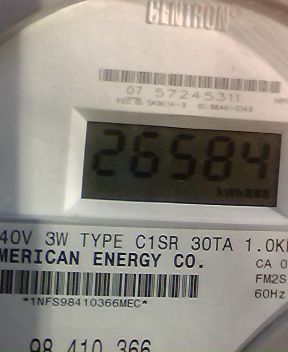 CENTRON
07 57245311
26584
kWh
40V 3W TYPE C1SR 30TA 1.0K
MERICAN ENERGY CO.
CA 0
FM2S
60Hz
*1NFS98410366MEC*
98 410 366